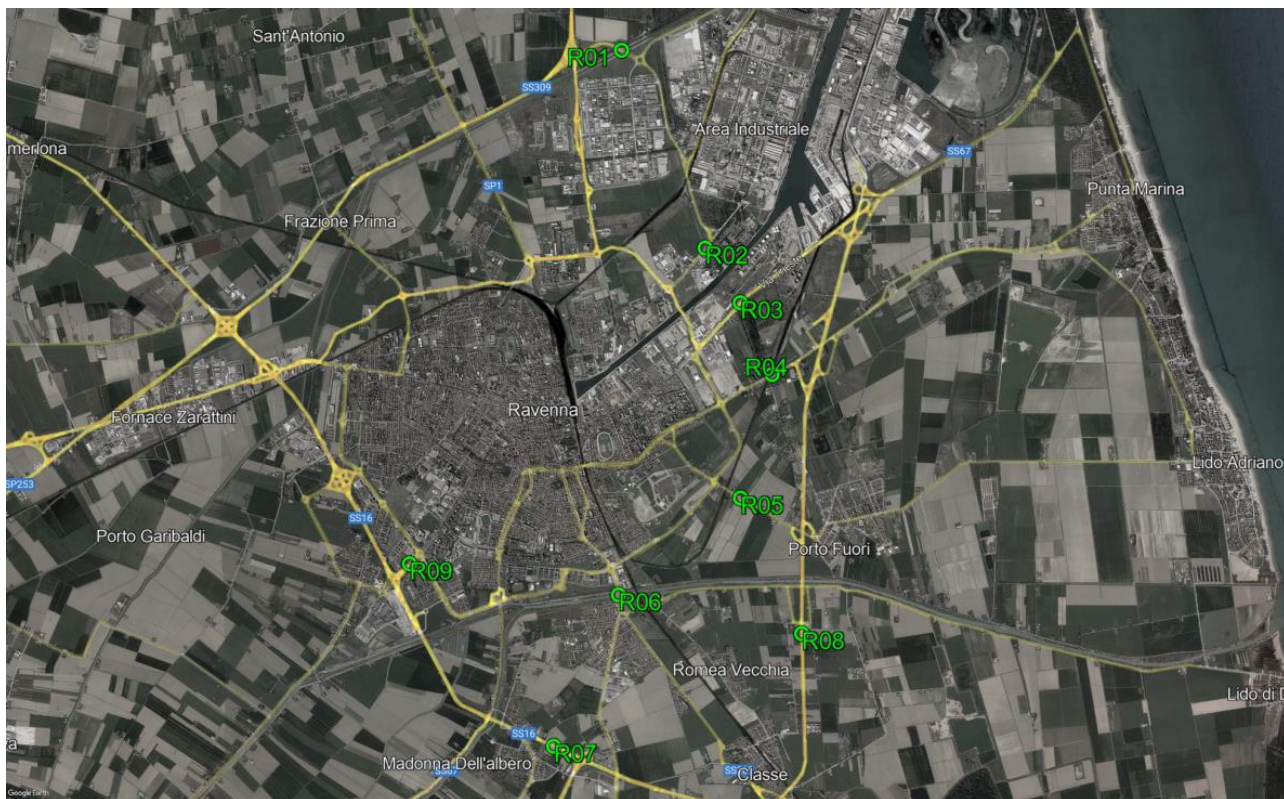 Sant'Antonio
R01
SS309
Area Industriale
SS67
merlona
SP1
Punta Marina
Frazione Prima
R02
Via Trieste
R03
R04
Ravenna
Fornace Zarattini
Lido Adriano
SP253
R05
SS16
Porto Garibaldi
Porto Fuori
R09
R06
R08
Romea Vecchia
Lido di D
SS16
R07
Madonna Dell'albero
Classe
Google Earth